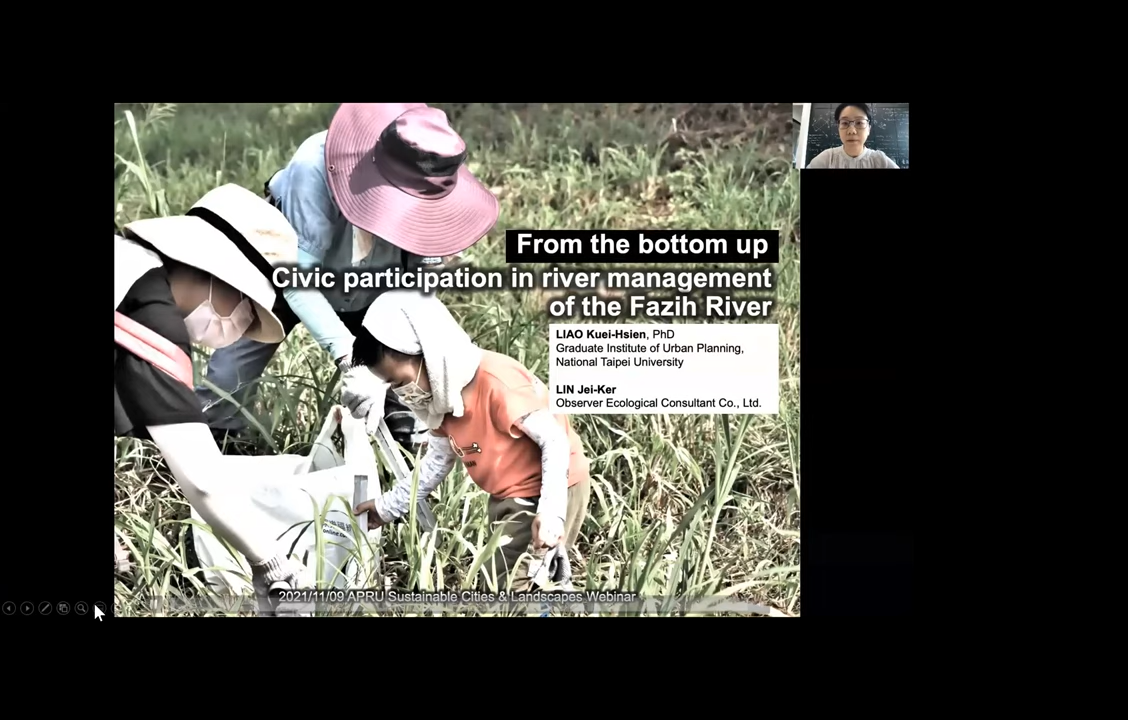 From the bottom up
Civic participation in river management
of the Fazih River
LIAO Kuei-Hsien, PhD
Graduate Institute of Urban Planning,
National Taipei University
LIN Jei-Ker
Observer Ecological Consultant Co., Ltd.
2021/11/09 APRU Sustainable Cities & Landscapes Webinar